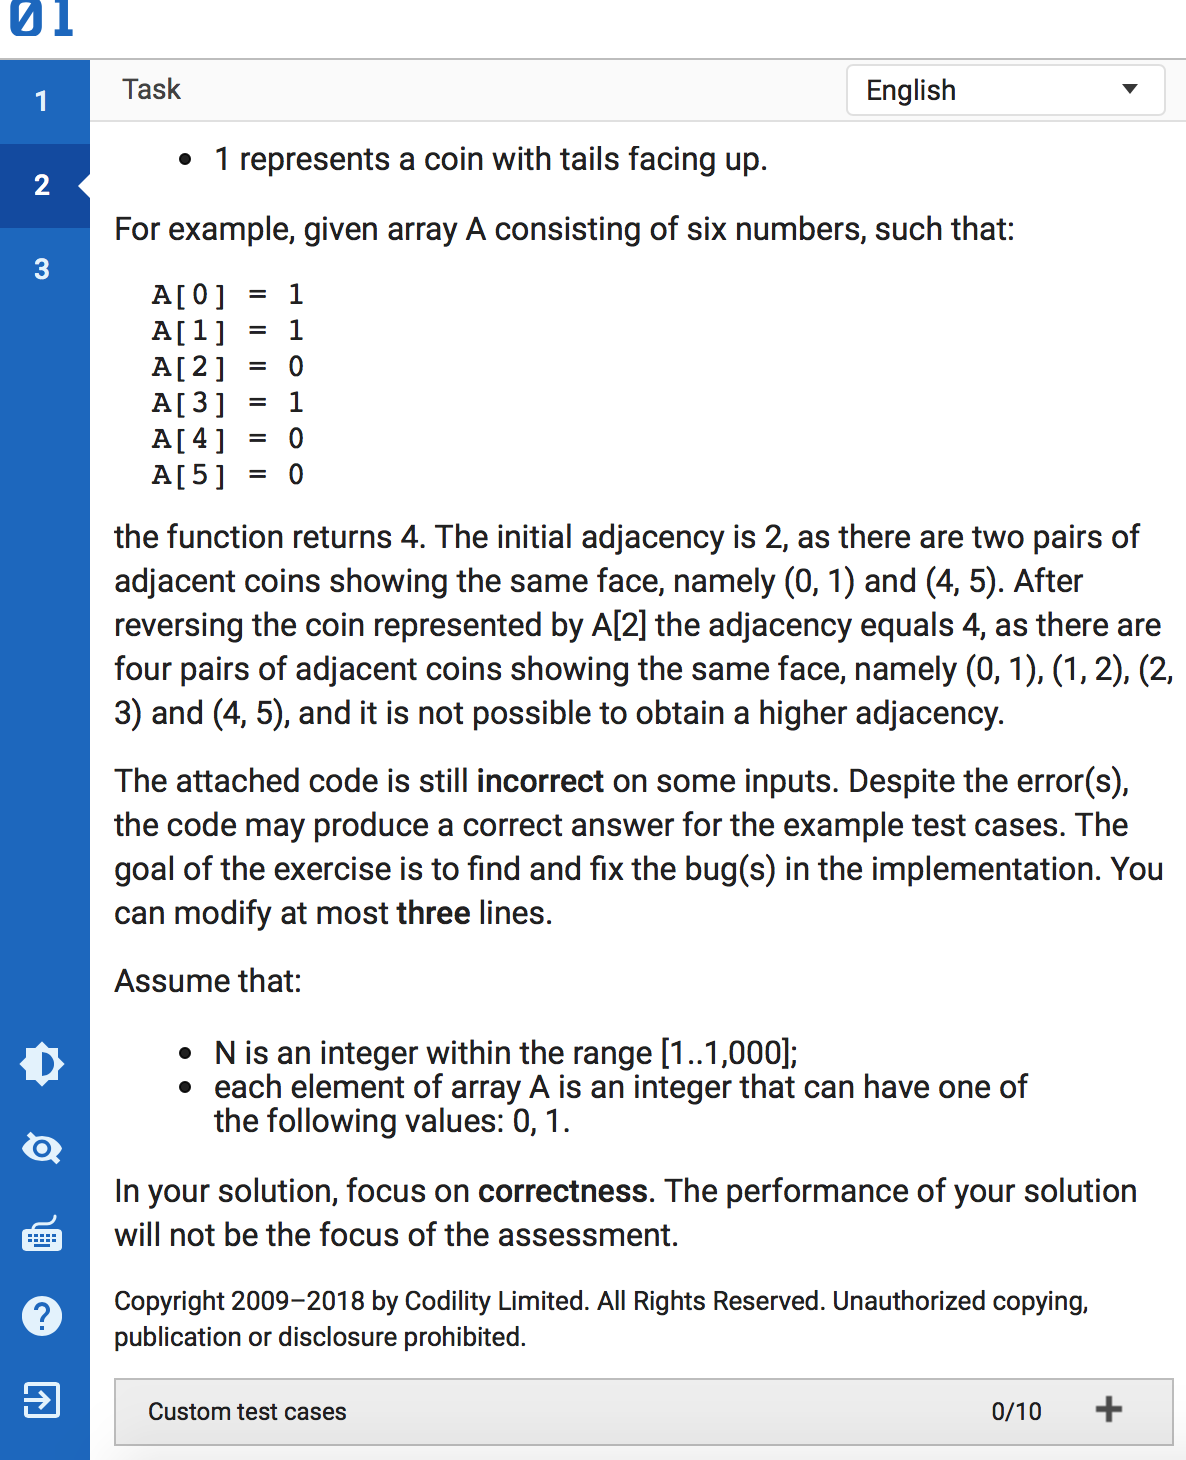 01
Task
English
1
2
3
• 1 represents a coin with tails facing up.
For example, given array A consisting of six numbers, such that:
A[0] = 1
A[1] = 1
A[2] = 0
A[3] = 1
A[4] = 0
A[5] = 0
the function returns 4. The initial adjacency is 2, as there are two pairs of
adjacent coins showing the same face, namely (0, 1) and (4, 5). After
reversing the coin represented by A[2] the adjacency equals 4, as there are
four pairs of adjacent coins showing the same face, namely (0, 1), (1, 2), (2,
3) and (4, 5), and it is not possible to obtain a higher adjacency.
The attached code is still incorrect on some inputs. Despite the error(s),
the code may produce a correct answer for the example test cases. The
goal of the exercise is to find and fix the bug(s) in the implementation. You
can modify at most three lines.
Assume that:
• N is an integer within the range [1..1,000];
• each element of array A is an integer that can have one of
the following values: 0, 1.
In your solution, focus on correctness. The performance of your solution
will not be the focus of the assessment.
Copyright 2009–2018 by Codility Limited. All Rights Reserved. Unauthorized copying,
publication or disclosure prohibited.
Custom test cases
0/10 +